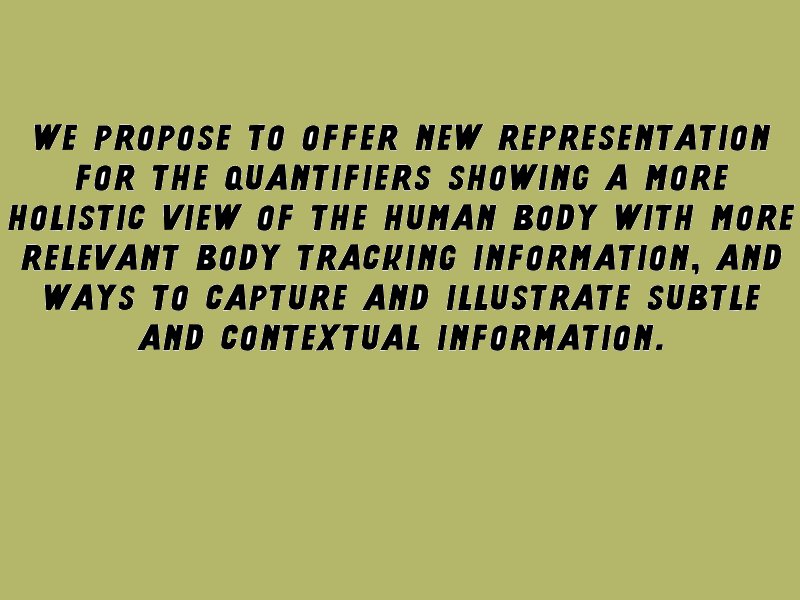 WE PROPOSE TO OFFER NEW REPRESENTATION
FOR THE QUANTIFIERS SHOWING A MORE
HOLISTIC VIEW OF THE HUMAN BODY WITH MORE
RELEVANT BODY TRACKING INFORMATION, AND
WAYS TO CAPTURE AND ILLUSTRATE SUBTLE
AND CONTEXTUAL INFORMATION.